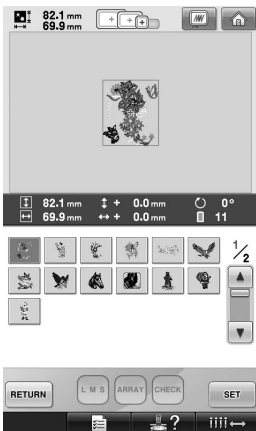 82.1 mm
69.9 mm
82.1 mm + 0.0 mm 0°
69.9 mm + 0.0 mm 11
1/2
RETURN L M S ARRAY CHECK SET
?